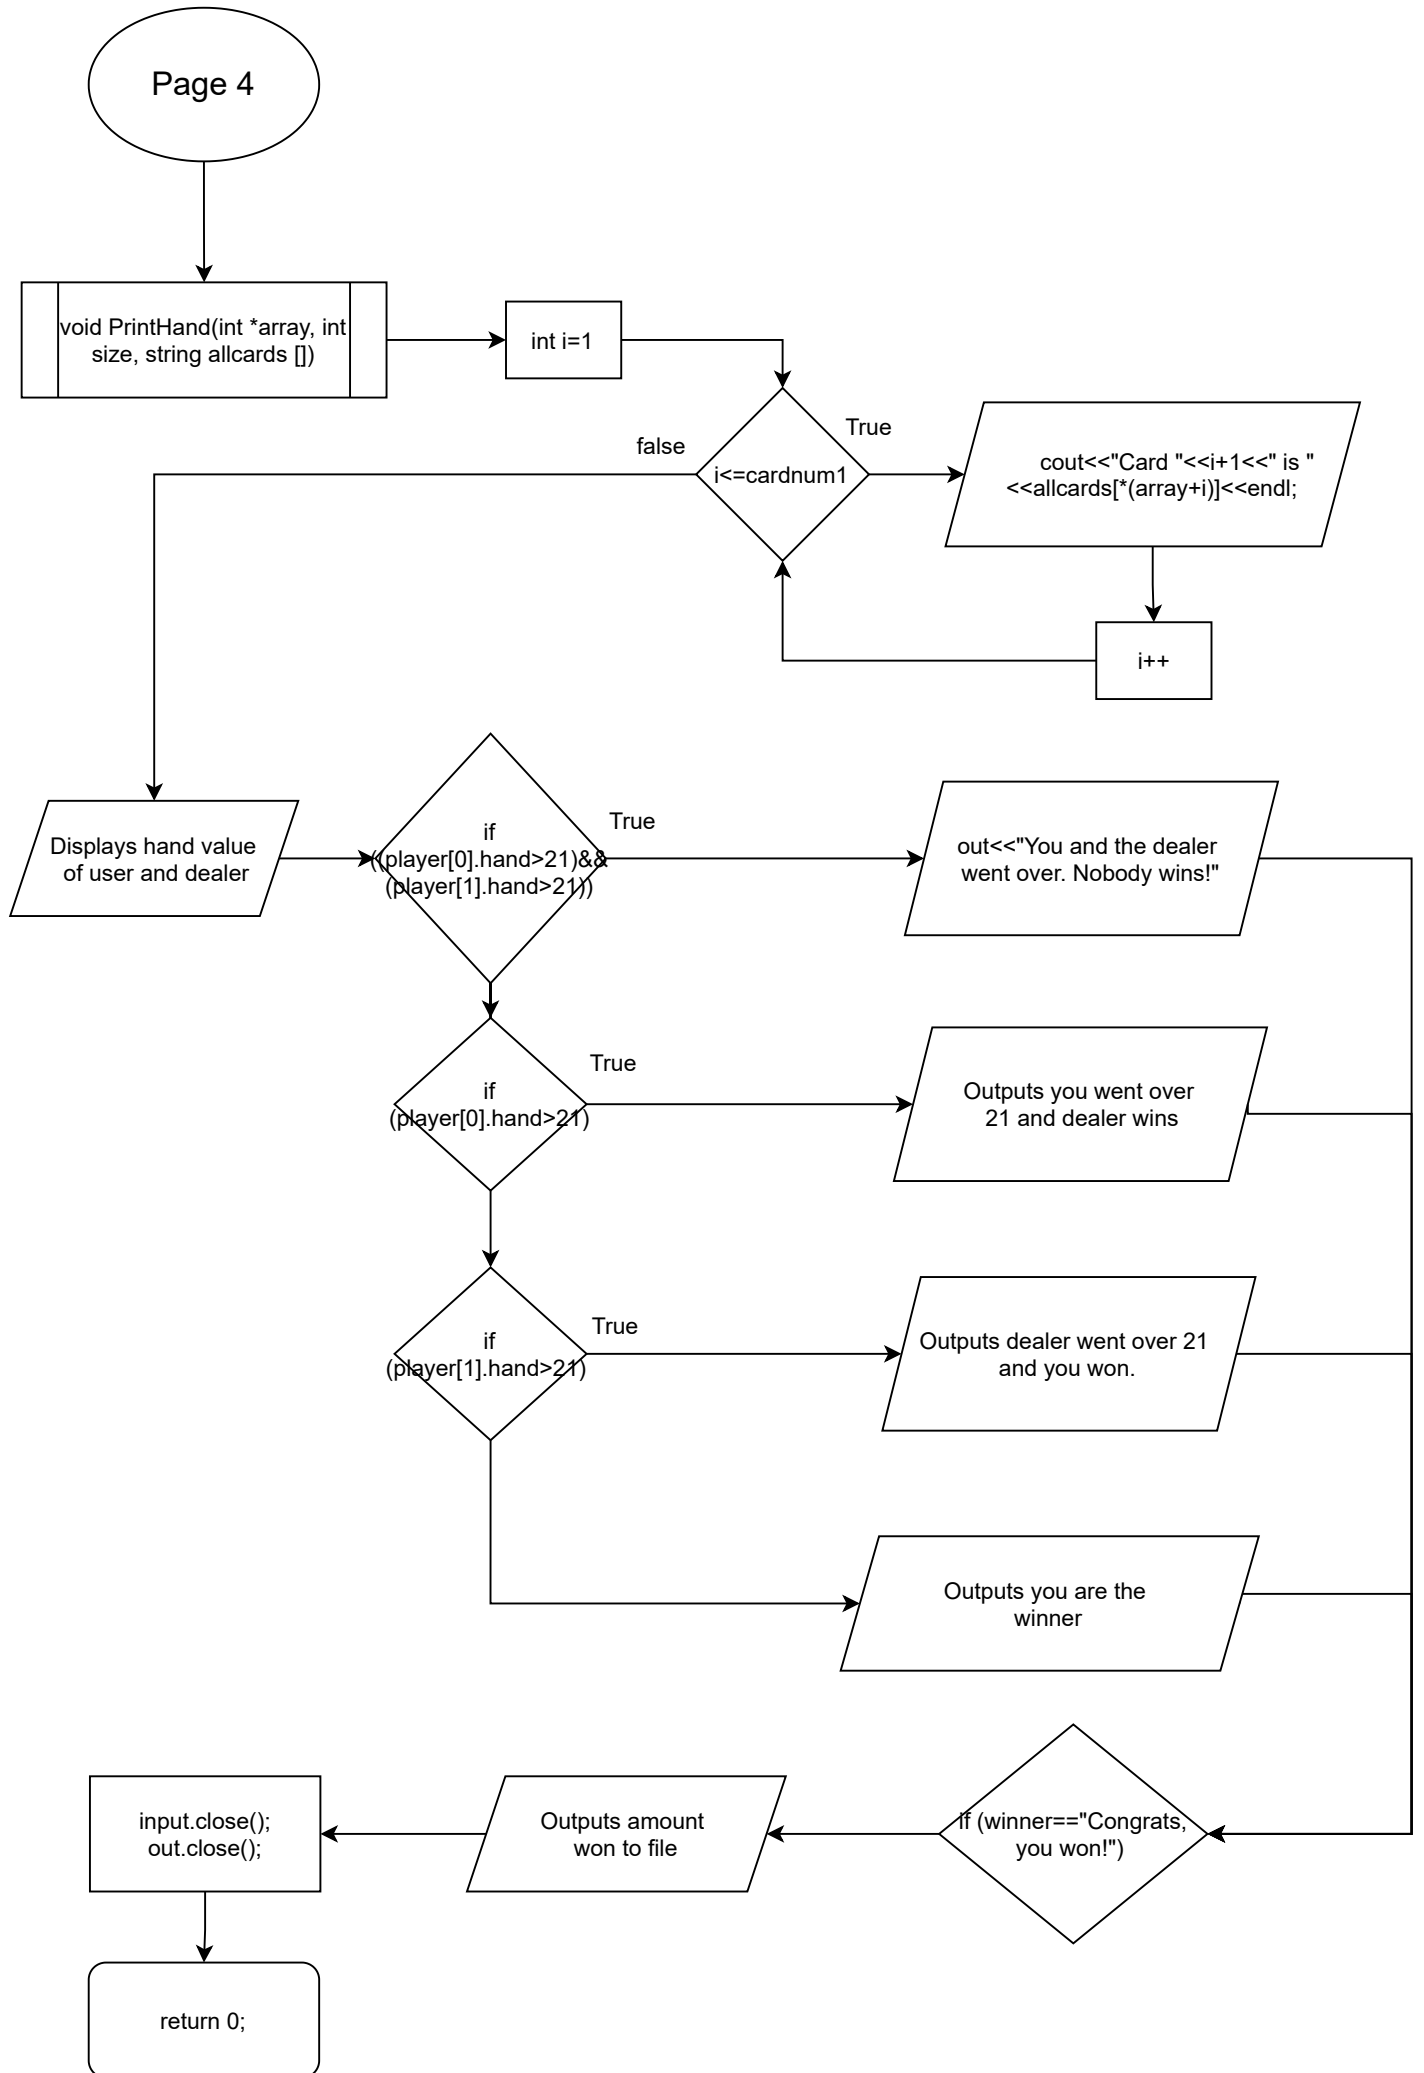 Page 4
void PrintHand(int *array, int
size, string allcards [])
int i=1
i<=cardnum1
True
false
cout<<"Card "<<i+1<<" is "
<<allcards[*(array+i)]<<endl;
i++
Displays hand value
of user and dealer
if
((player[0].hand>21)&&
(player[1].hand>21))
True
out<<"You and the dealer
went over. Nobody wins!"
if
(player[0].hand>21)
True
Outputs you went over
21 and dealer wins
if
(player[1].hand>21)
True
Outputs dealer went over 21
and you won.
Outputs you are the
winner
if (winner=="Congrats,
you won!")
Outputs amount
won to file
input.close();
out.close();
return 0;